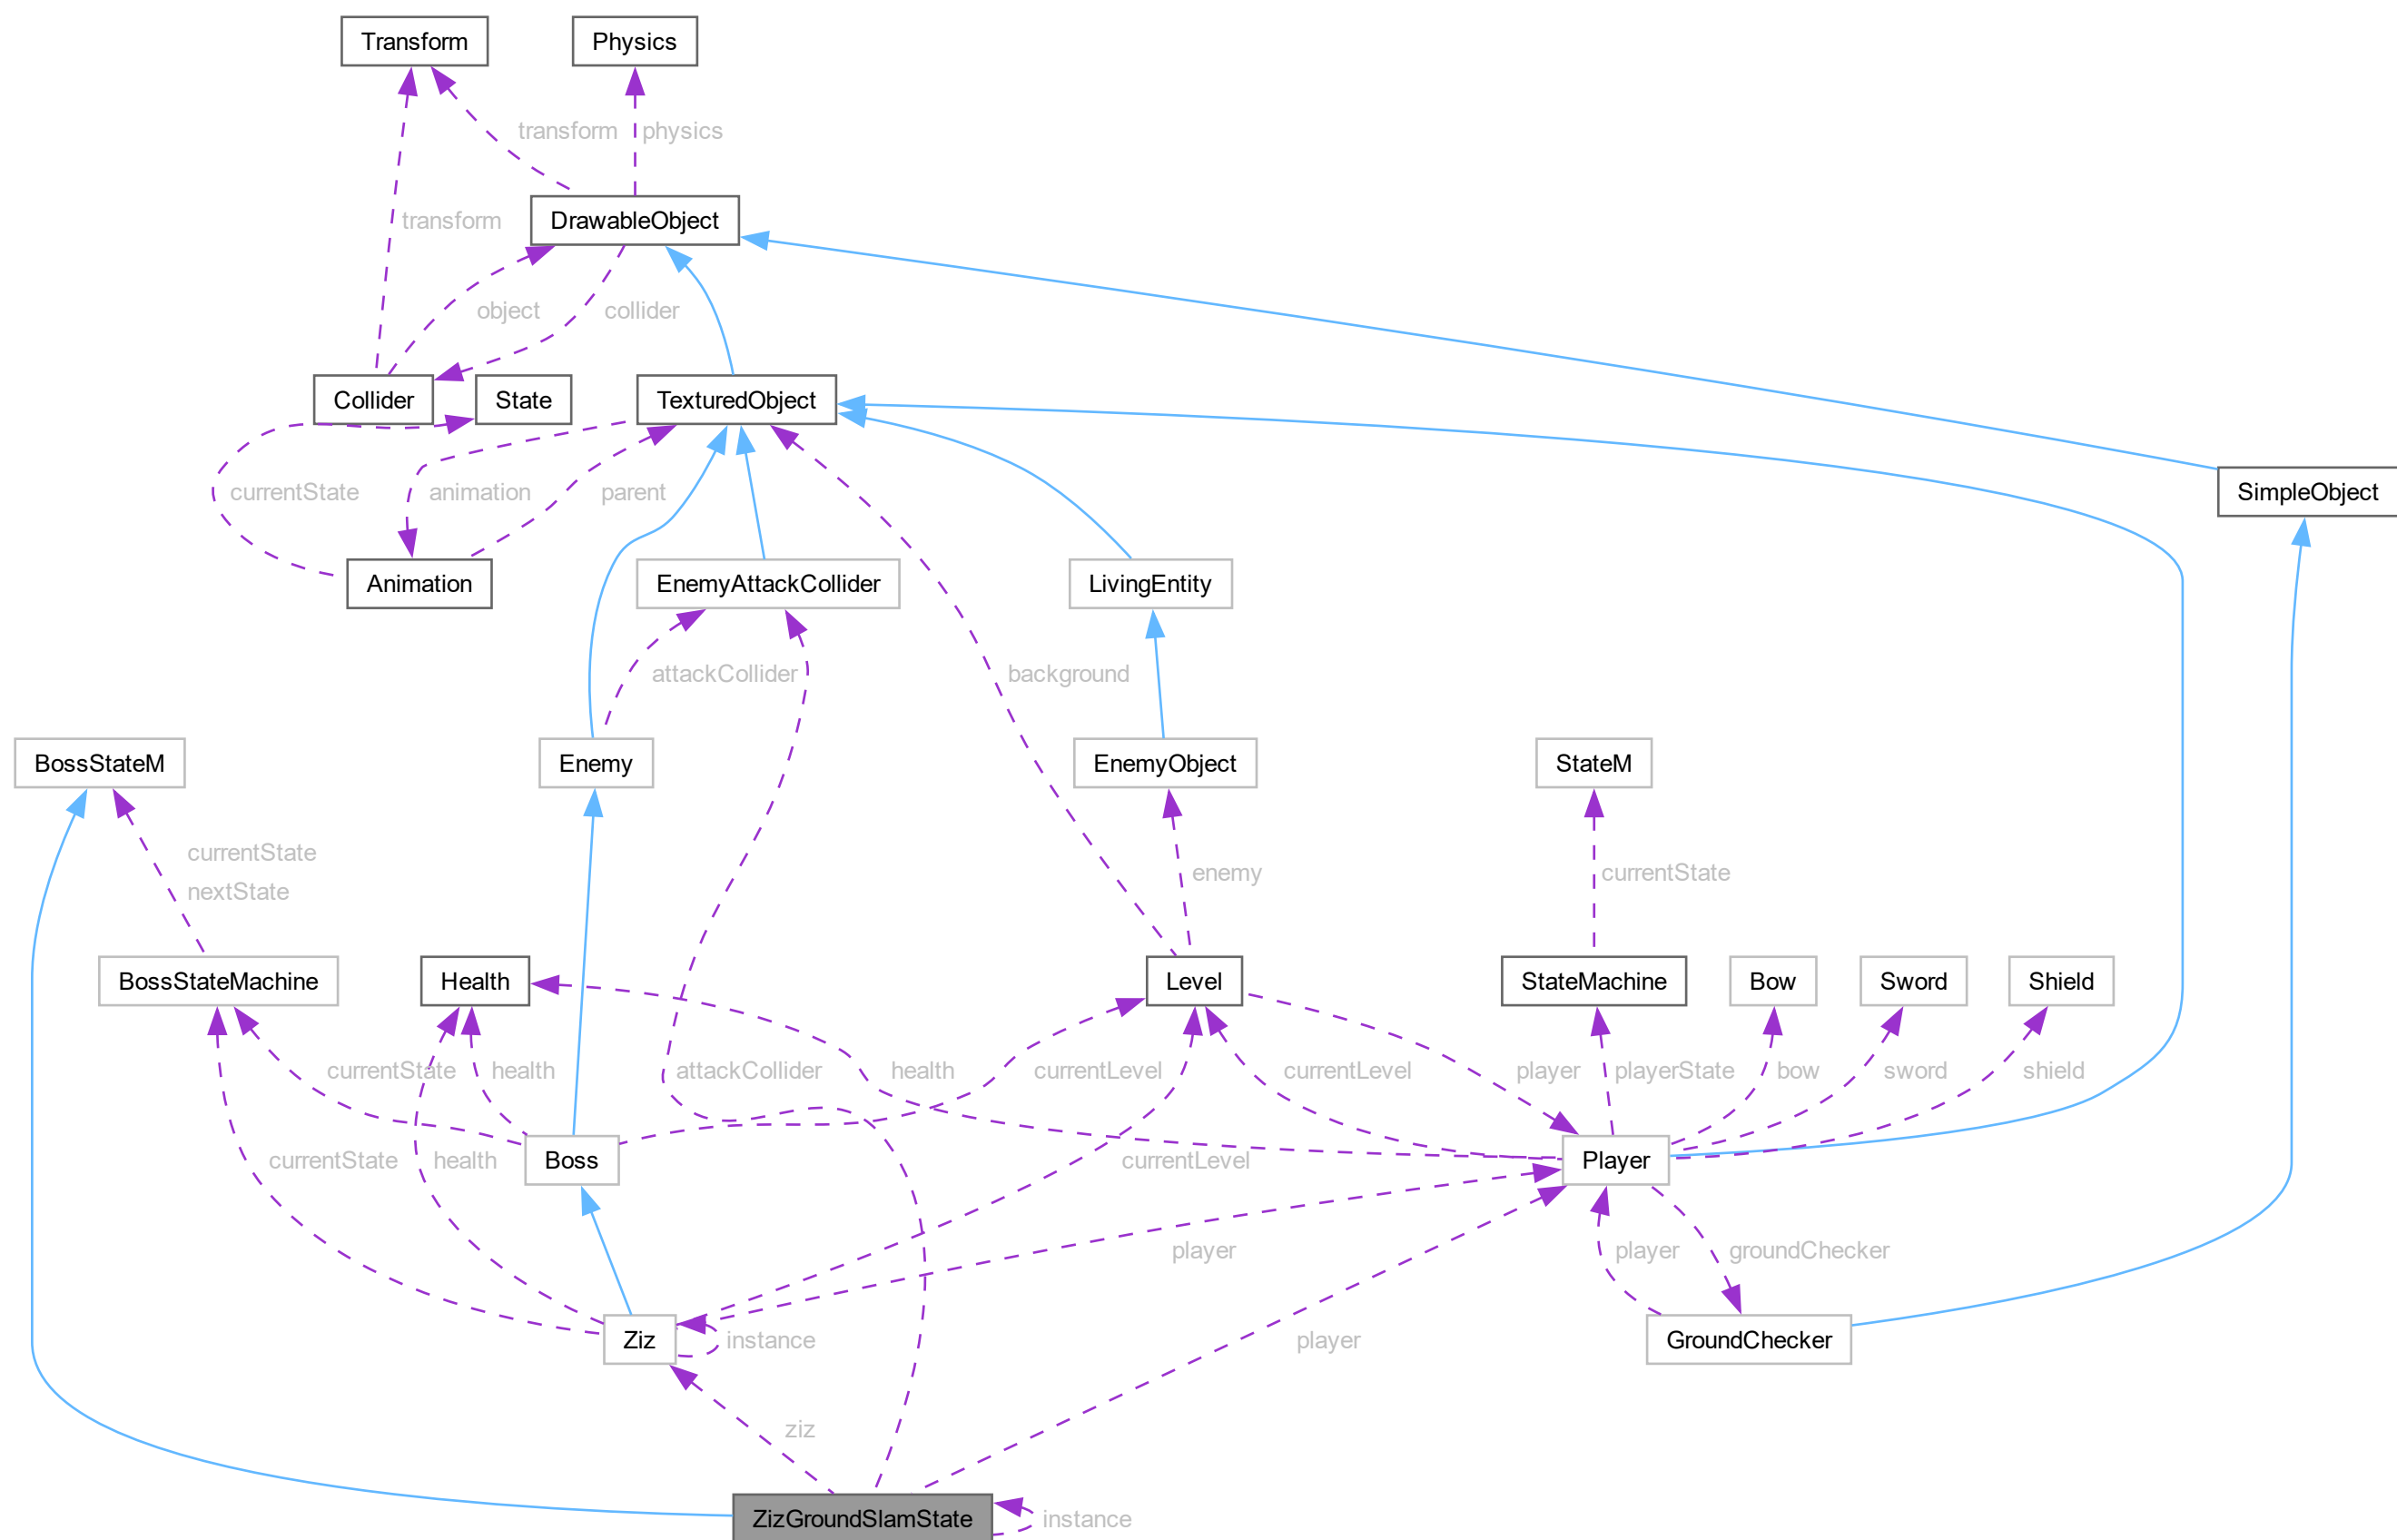 Transform
Physics
transform
physics
DrawableObject
transform
object
collider
Collider
State
TexturedObject
SimpleObject
currentState
animation
parent
Animation
EnemyAttackCollider
LivingEntity
attackCollider
background
BossStateM
Enemy
EnemyObject
StateM
currentState
nextState
enemy
currentState
BossStateMachine
Health
Level
StateMachine
Bow
Sword
Shield
currentState
health
attackCollider
health
currentLevel
currentLevel
player
playerState
bow
sword
shield
currentState
health
Boss
currentLevel
Player
player
player
groundChecker
Ziz
instance
player
GroundChecker
ziz
ZizGroundSlamState
instance